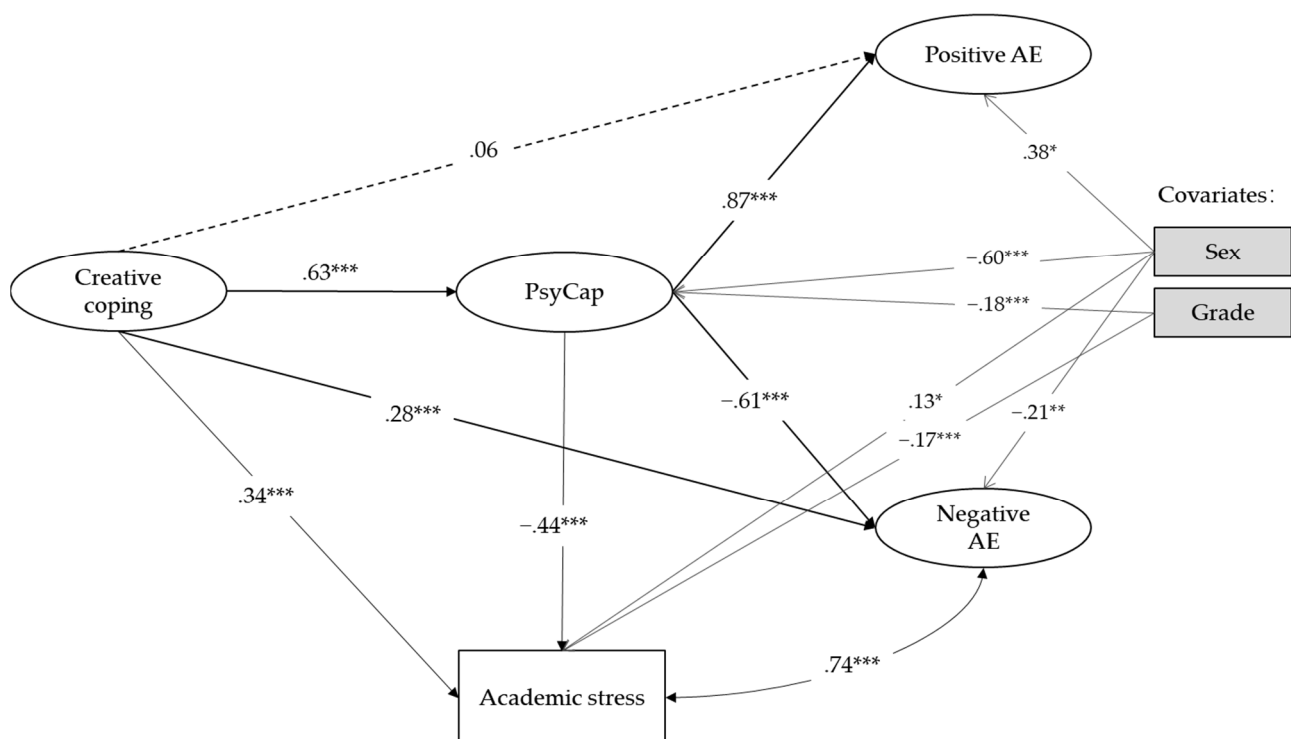 Positive AE
.06
.38*
.87***
Covariates:
Sex
Creative
coping
.63***
PsyCap
−.60***
−.18***
Grade
.28***
−.61***
.13*
−.21**
−.17***
.34***
−.44***
Negative
AE
Academic stress
.74***